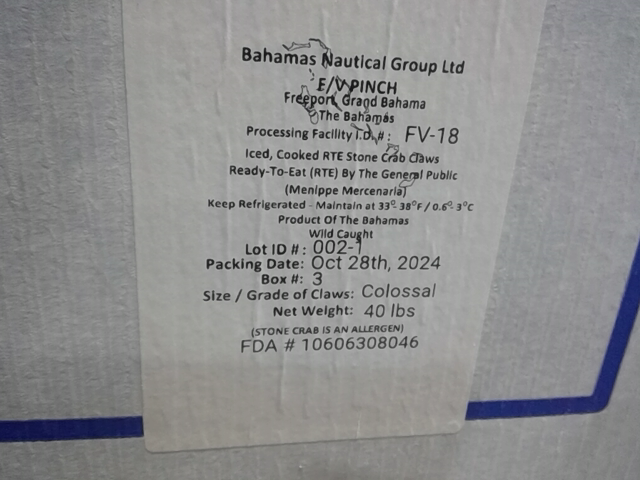 Bahamas Nautical Group Ltd
F/V PINCH
Freeport, Grand Bahama
The Bahamas
Processing Facility I.D.#: FV-18
Iced, Cooked RTE Stone Crab Claws
Ready-To-Eat (RTE) By The General Public
(Menippe Mercenaria)
Keep Refrigerated - Maintain at 33°- 38°F / 0.6°- 3°C
Product Of The Bahamas
Wild Caught
Lot ID #: 002-1
Packing Date: Oct 28th, 2024
Box #: 3
Size / Grade of Claws: Colossal
Net Weight: 40 lbs
(STONE CRAB IS AN ALLERGEN)
FDA # 10606308046